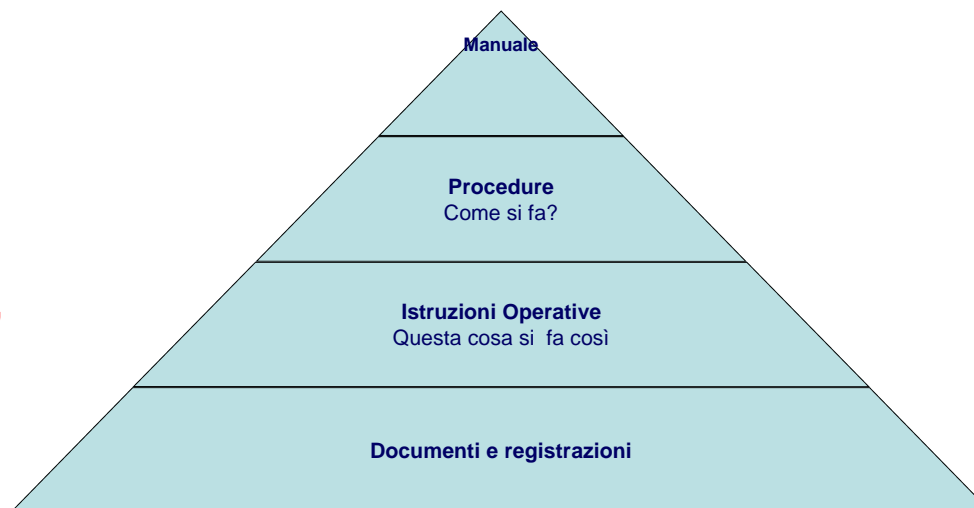 Manuale
Procedure
Come si fa?
Istruzioni Operative
Questa cosa si  fa così
Documenti e registrazioni